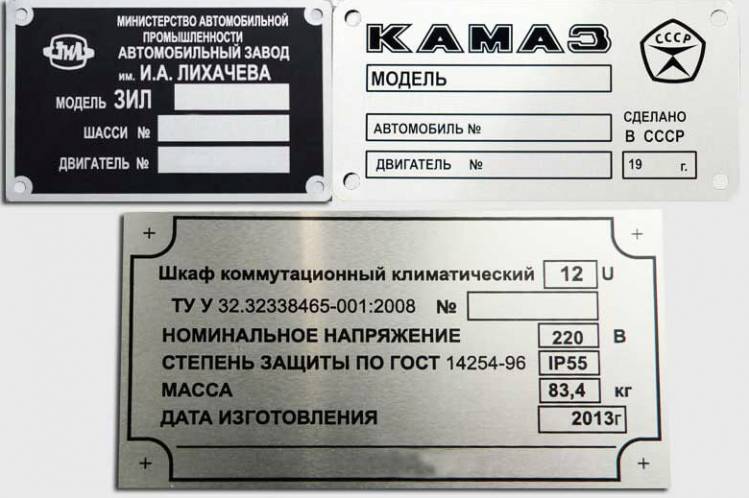 ЗИЛ
МИНИСТЕРСТВО АВТОМОБИЛЬНОЙ
ПРОМЫШЛЕННОСТИ
АВТОМОБИЛЬНЫЙ ЗАВОД
им. И.А. ЛИХАЧЕВА
МОДЕЛЬ ЗИЛ
ШАССИ №
ДВИГАТЕЛЬ №
КАМАЗ
СССР
МОДЕЛЬ
АВТОМОБИЛЬ №
СДЕЛАНО
В СССР
ДВИГАТЕЛЬ №
19 г.
Шкаф коммутационный климатический 12 U
ТУ У 32.32338465-001:2008 №
НОМИНАЛЬНОЕ НАПРЯЖЕНИЕ 220 В
СТЕПЕНЬ ЗАЩИТЫ ПО ГОСТ 14254-96 IP55
МАССА 83,4 кг
ДАТА ИЗГОТОВЛЕНИЯ 2013г